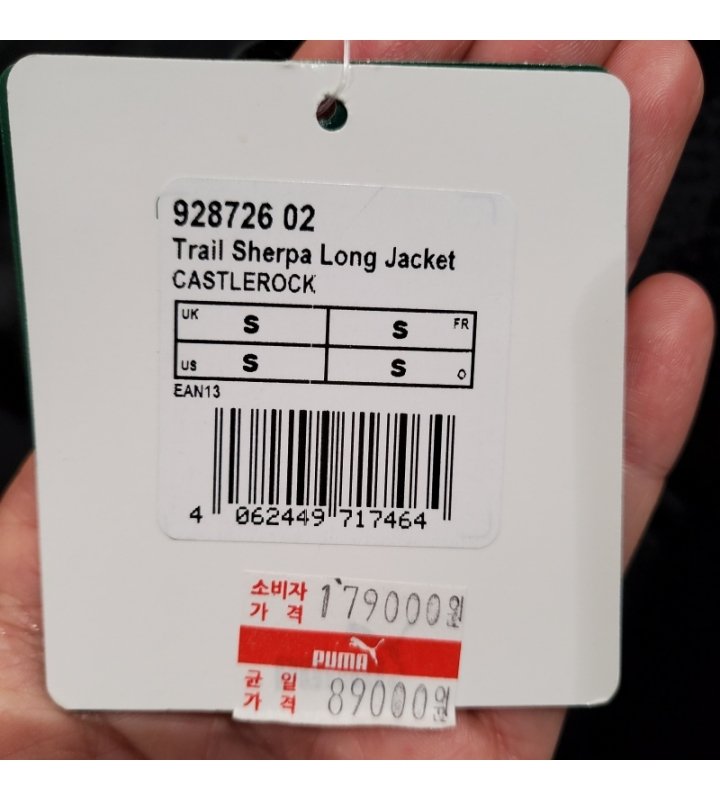 928726 02
Trail Sherpa Long Jacket
CASTLEROCK
UK S S FR
US S S O
EAN13
4 062449 717464
소비자
가 격 179000원
PUMA
균 일
가 격 89000원